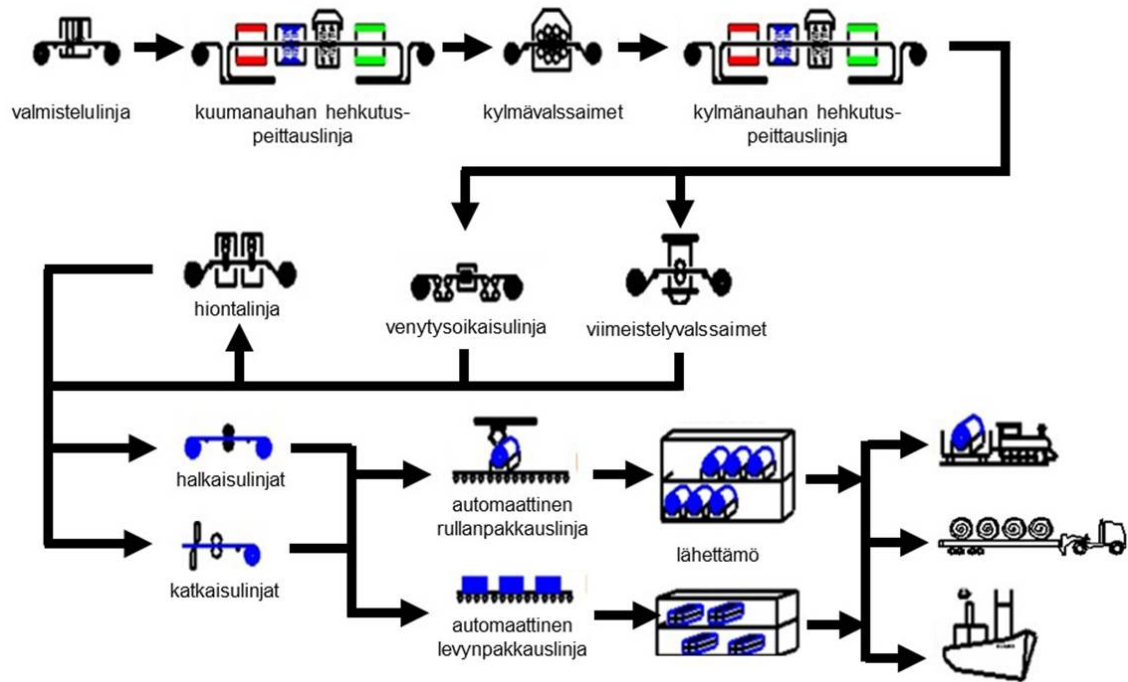 valmistelulinja
kuumanauhan hehkutus-
peittauslinja
kylmävalssaimet
kylmänauhan hehkutus-
peittauslinja
hiontalinja
venytysoikaisulinja
viimeistelyvalssaimet
halkaisulinjat
automaattinen
rullanpakkauslinja
lähettämö
katkaisulinjat
automaattinen
levynpakkauslinja